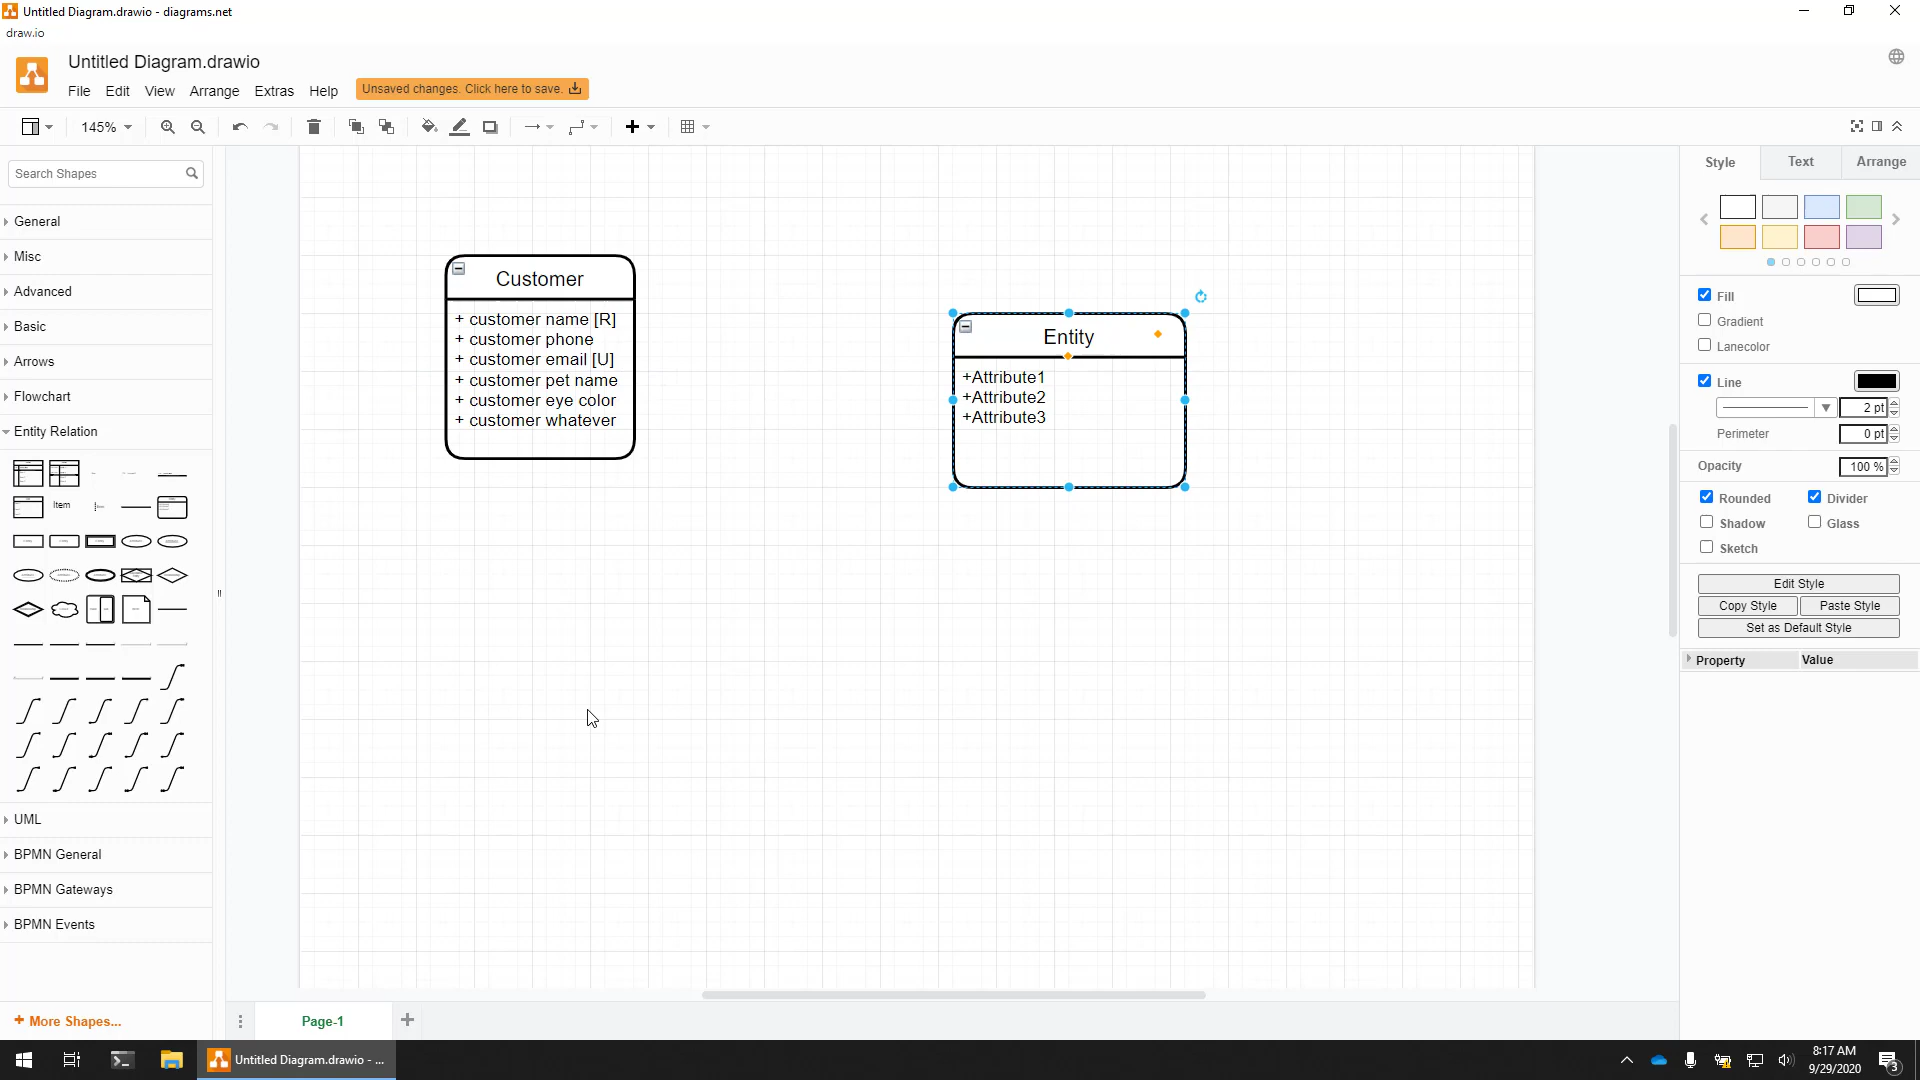 Untitled Diagram.drawio - diagrams.net
draw.io
Untitled Diagram.drawio
File Edit View Arrange Extras Help
Unsaved changes. Click here to save.
145%
Search Shapes
General
Misc
Advanced
Basic
Arrows
Flowchart
Entity Relation
Item
UML
BPMN General
BPMN Gateways
BPMN Events
+ More Shapes...
Customer
+ customer name [R]
+ customer phone
+ customer email [U]
+ customer pet name
+ customer eye color
+ customer whatever
Entity
+Attribute1
+Attribute2
+Attribute3
Style Text Arrange
Fill
Gradient
Lanecolor
Line
2 pt
Perimeter 0 pt
Opacity 100 %
Rounded Divider
Shadow Glass
Sketch
Edit Style
Copy Style Paste Style
Set as Default Style
Property Value
Page-1
Untitled Diagram.drawio - ...
8:17 AM
9/29/2020
3